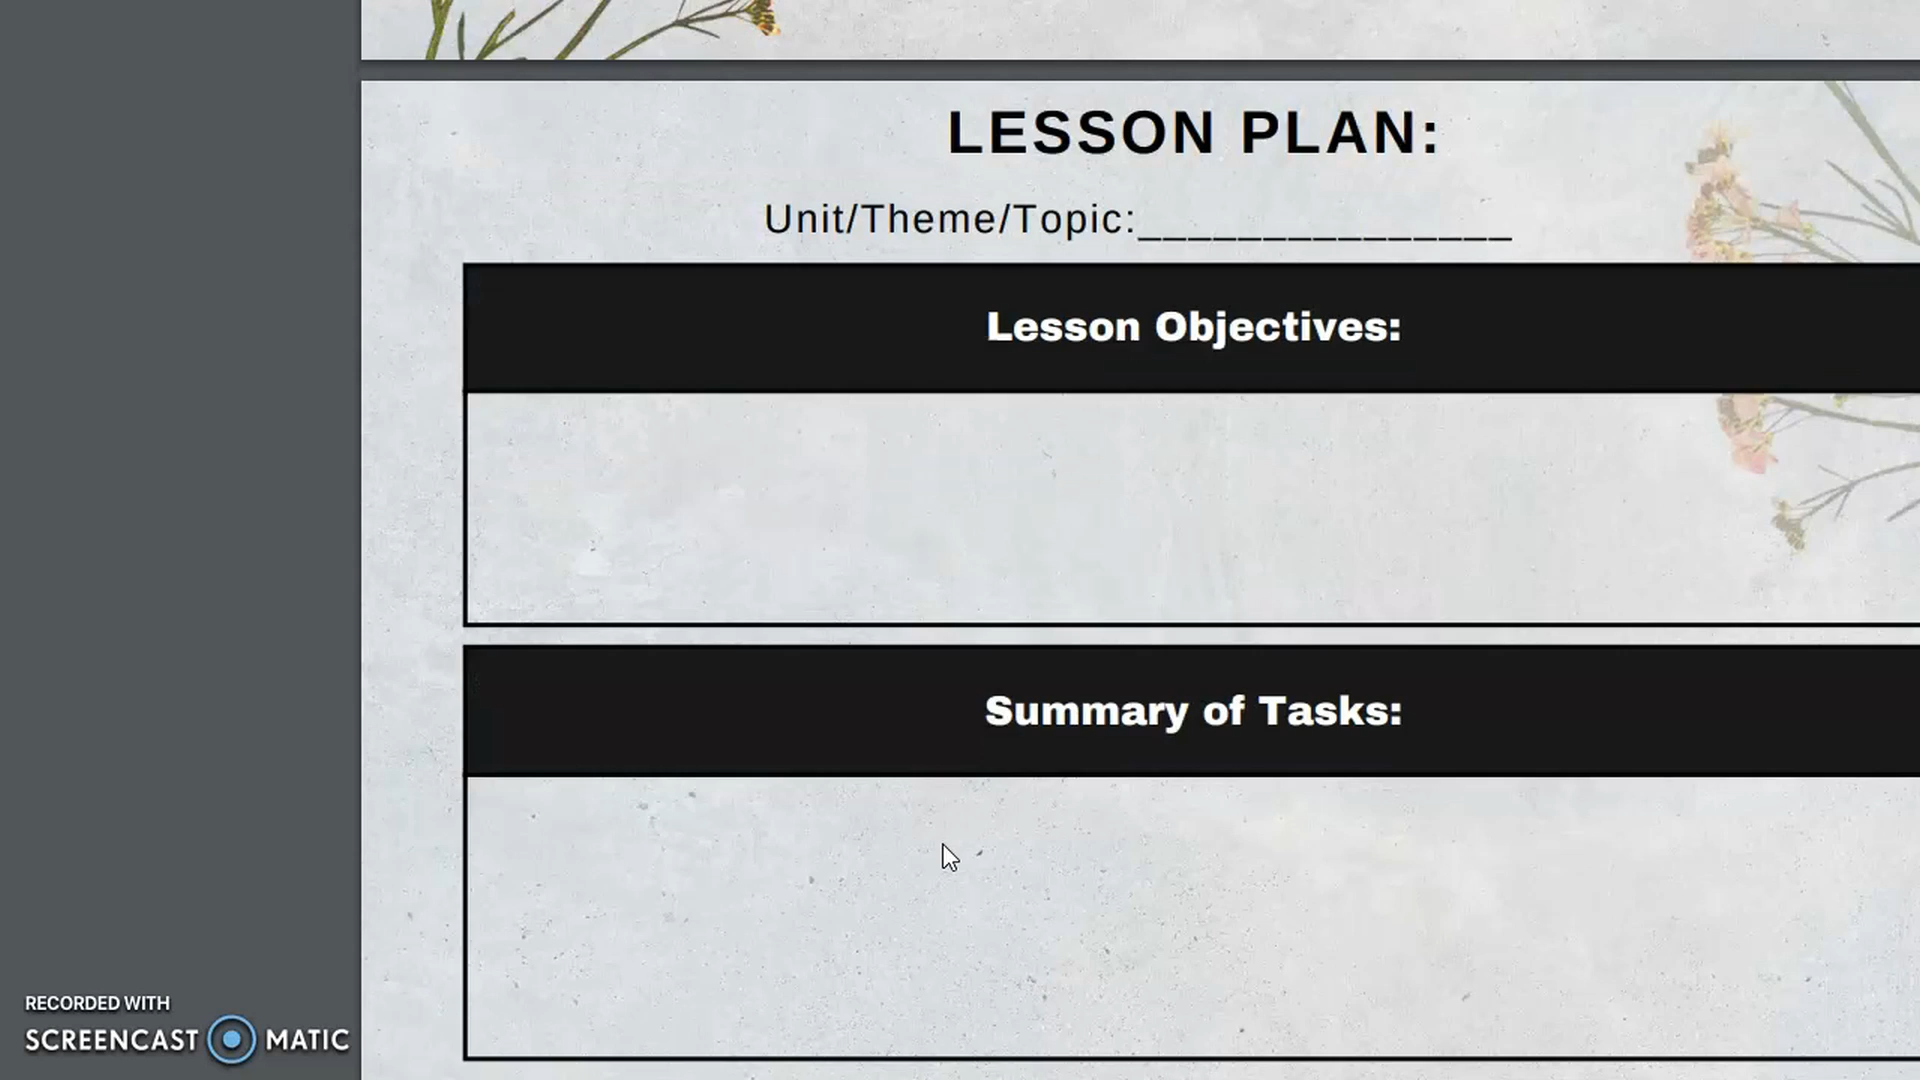 LESSON PLAN:
Unit/Theme/Topic:_______________
Lesson Objectives:
Summary of Tasks:
RECORDED WITH
SCREENCAST MATIC